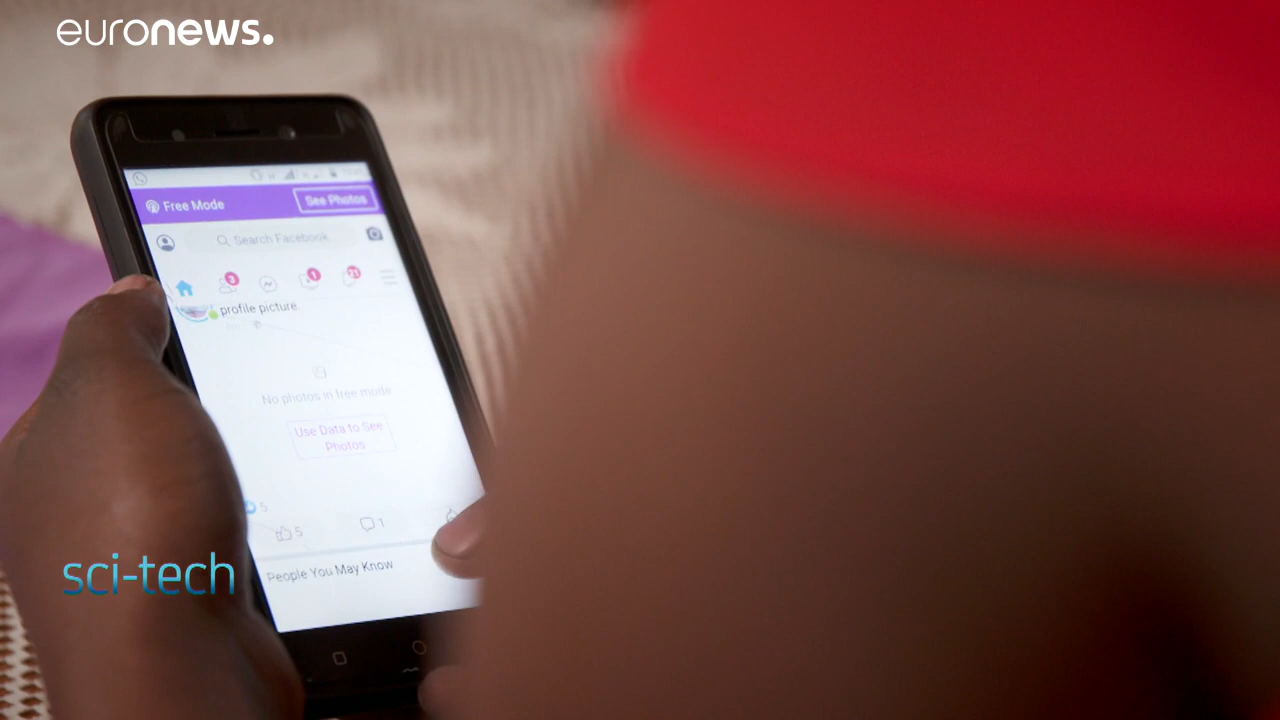 euronews.
Free Mode
See Photos
Search Facebook
3
1
21
profile picture
No photos in free mode
Use Data to See
Photos
5
5
1
People You May Know
sci-tech